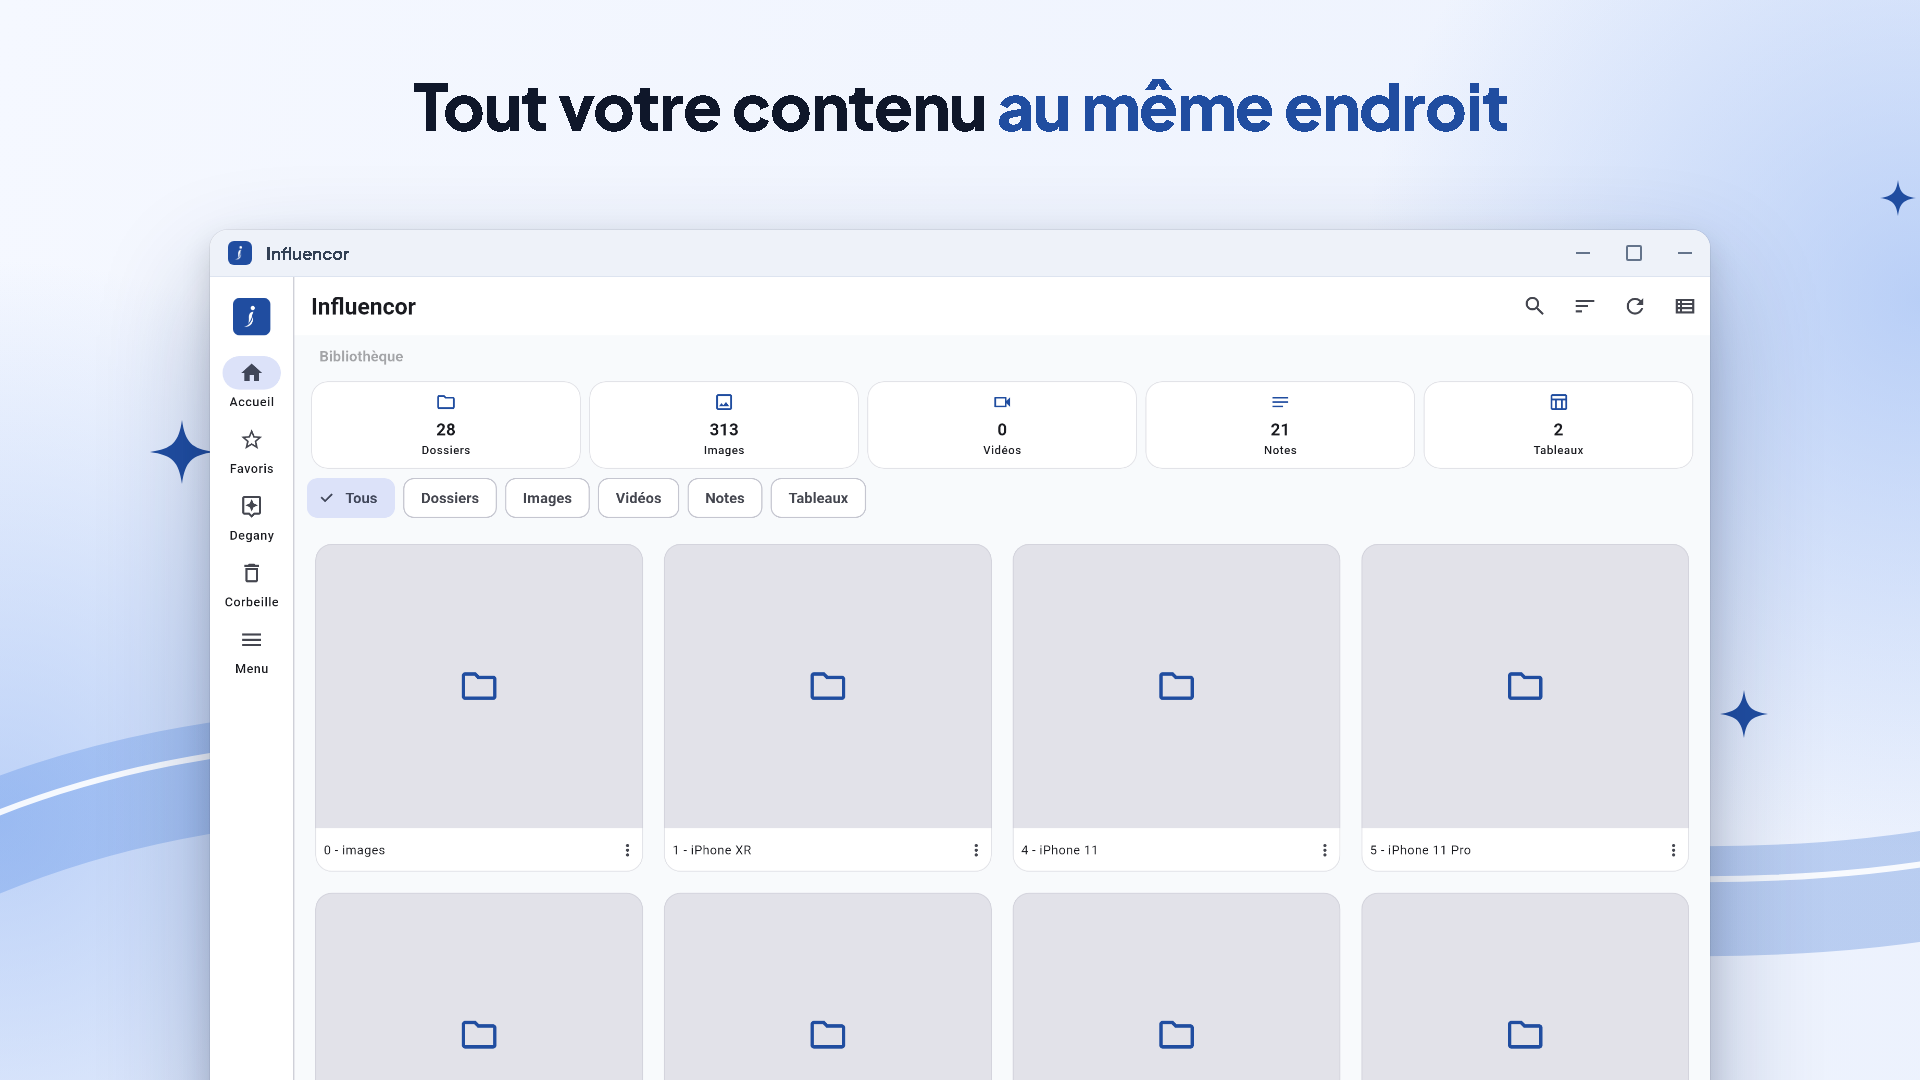 Tout votre contenu au même endroit
Influencor
Influencor
Bibliothèque
28
Dossiers
313
Images
0
Vidéos
21
Notes
2
Tableaux
Accueil
Favoris
Degany
Corbeille
Menu
Tous
Dossiers
Images
Vidéos
Notes
Tableaux
0 - images
1 - iPhone XR
4 - iPhone 11
5 - iPhone 11 Pro